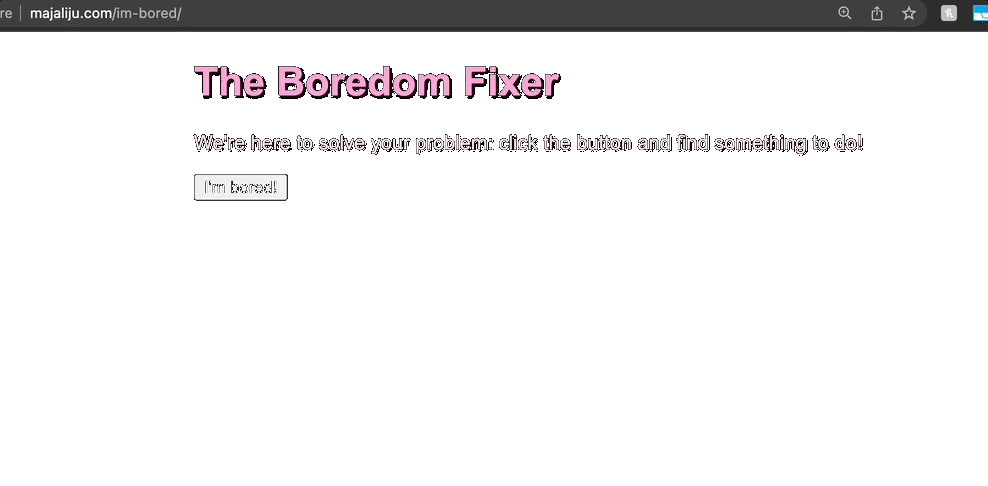 re
majaliju.com/im-bored/
The Boredom Fixer
We're here to solve your problem: click the button and find something to do!
I'm bored!